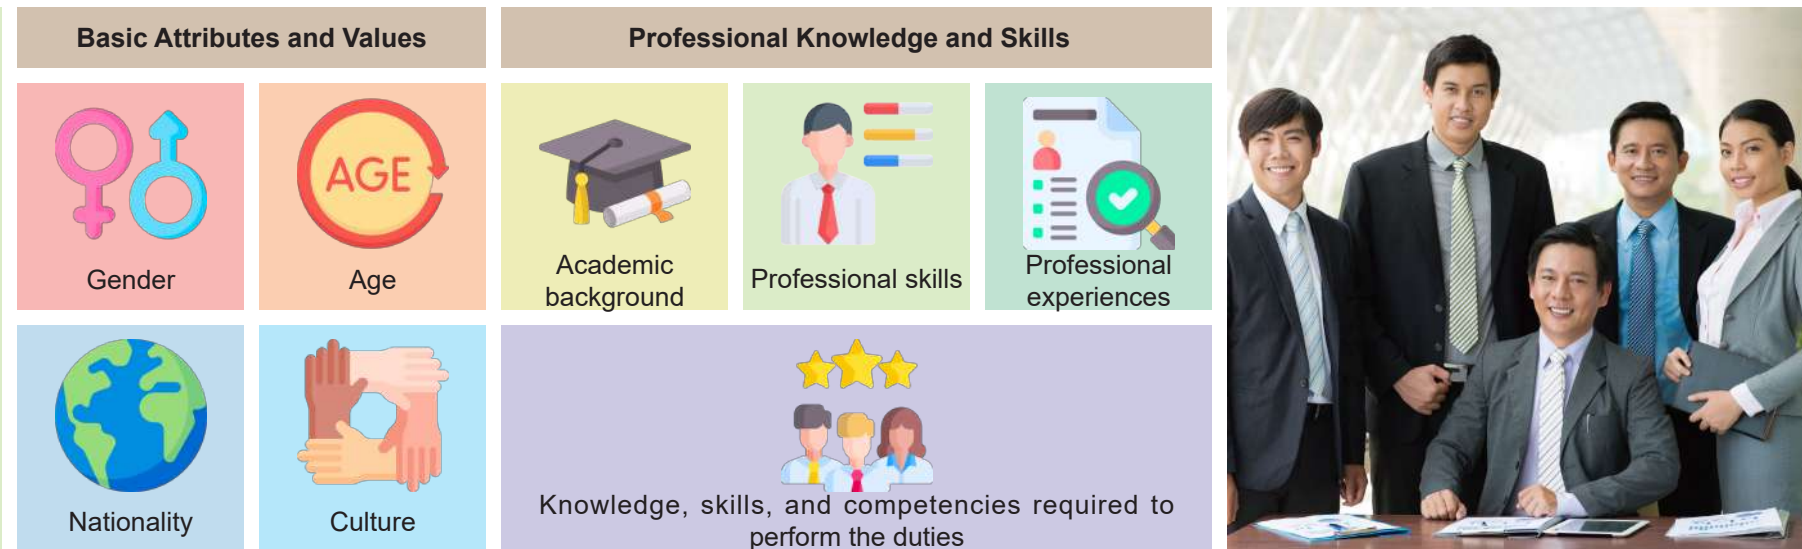 Basic Attributes and Values
Professional Knowledge and Skills
AGE
Gender
Age
Academic
background
Professional skills
Professional
experiences
Nationality
Culture
Knowledge, skills, and competencies required to
perform the duties